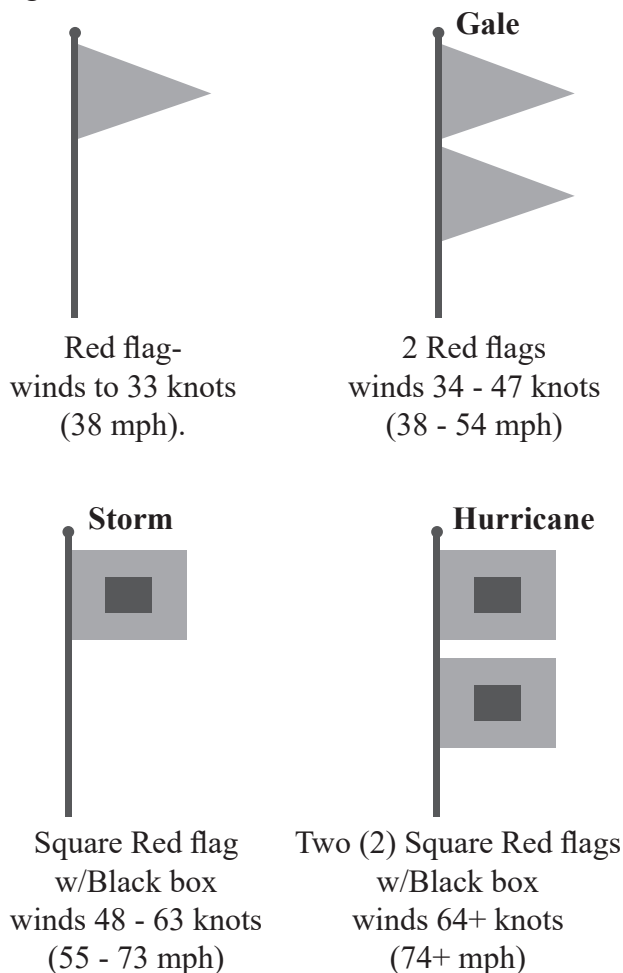 Gale
Red flag-
winds to 33 knots
(38 mph).
2 Red flags
winds 34 - 47 knots
(38 - 54 mph)
Storm
Square Red flag
w/Black box
winds 48 - 63 knots
(55 - 73 mph)
Hurricane
Two (2) Square Red flags
w/Black box
winds 64+ knots
(74+ mph)